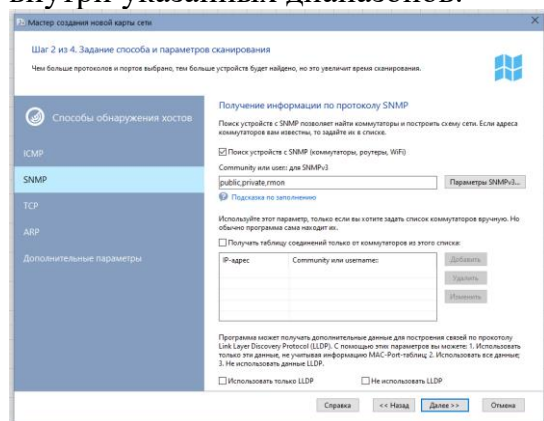 внутри указанных диапазонов.
Мастер создания новой карты сети
Шаг 2 из 4. Задание способа и параметров сканирования
Чем больше протоколов и портов выбрано, тем больше устройств будет найдено, но это увеличит время сканирования.
Способы обнаружения хостов
ICMP
SNMP
TCP
ARP
Дополнительные параметры
Получение информации по протоколу SNMP
Поиск устройств с SNMP позволяет найти коммутаторы и построить схему сети. Если адреса
коммутаторов вам известны, то задайте их в списке.
Поиск устройств с SNMP (коммутаторы, роутеры, WiFi)
Community или user: для SNMPv3
public,private,rmon
Параметры SNMPv3...
Подсказка по заполнению
Используйте этот параметр, только если вы хотите задать список коммутаторов вручную. Но
обычно программа сама находит их.
Получать таблицу соединений только от коммутаторов из этого списка:
IP-адрес
Community или username:
Добавить
Удалить
Изменить
Программа может получать дополнительные данные для построения связей по прокотолу
Link Layer Discovery Protocol (LLDP). С помощью этих параметров вы можете: 1. Использовать
только эти данные, не учитывая информацию MAC-Port-таблиц; 2. Использовать все данные;
3. Не использовать данные LLDP.
Использовать только LLDP
Не использовать LLDP
Справка
<< Назад
Далее >>
Отмена